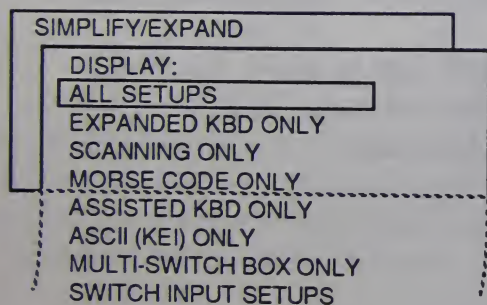 SIMPLIFY/EXPAND
DISPLAY:
ALL SETUPS
EXPANDED KBD ONLY
SCANNING ONLY
MORSE CODE ONLY
ASSISTED KBD ONLY
ASCII (KEI) ONLY
MULTI-SWITCH BOX ONLY
SWITCH INPUT SETUPS